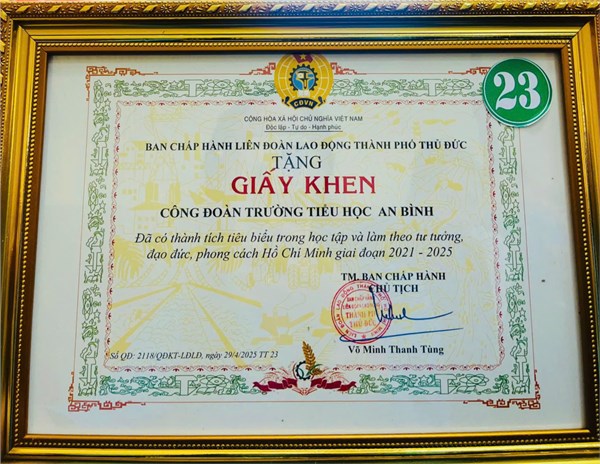 CĐVN
23
CỘNG HÒA XÃ HỘI CHỦ NGHĨA VIỆT NAM
Độc lập - Tự do - Hạnh phúc
BAN CHẤP HÀNH LIÊN ĐOÀN LAO ĐỘNG THÀNH PHỐ THỦ ĐỨC
TẶNG
GIẤY KHEN
CÔNG ĐOÀN TRƯỜNG TIỂU HỌC AN BÌNH
Đã có thành tích tiêu biểu trong học tập và làm theo tư tưởng,
đạo đức, phong cách Hồ Chí Minh giai đoạn 2021 - 2025
TM. BAN CHẤP HÀNH
CHỦ TỊCH
THÀNH PHỐ
THỦ ĐỨC
Võ Minh Thanh Tùng
Số QĐ: 2118/QĐKT-LĐLĐ, ngày 29/4/2025 TT 23